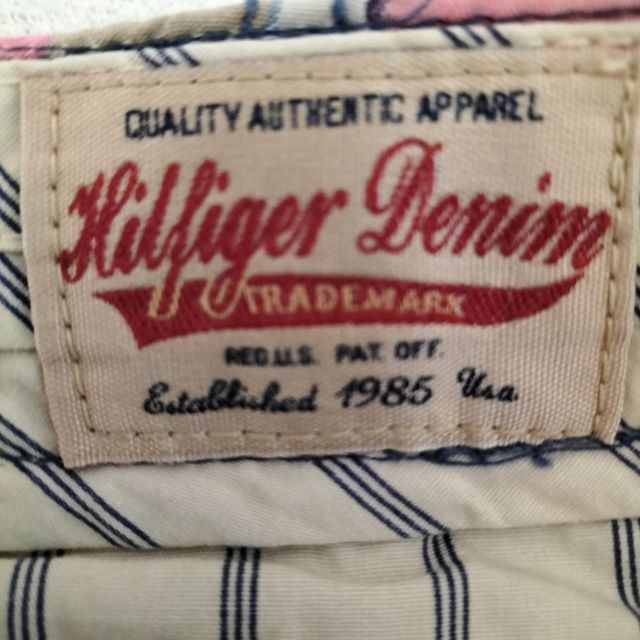 QUALITY AUTHENTIC APPAREL
Hilfiger Denim
TRADEMARK
REG.U.S. PAT. OFF.
Established 1985 Usa.